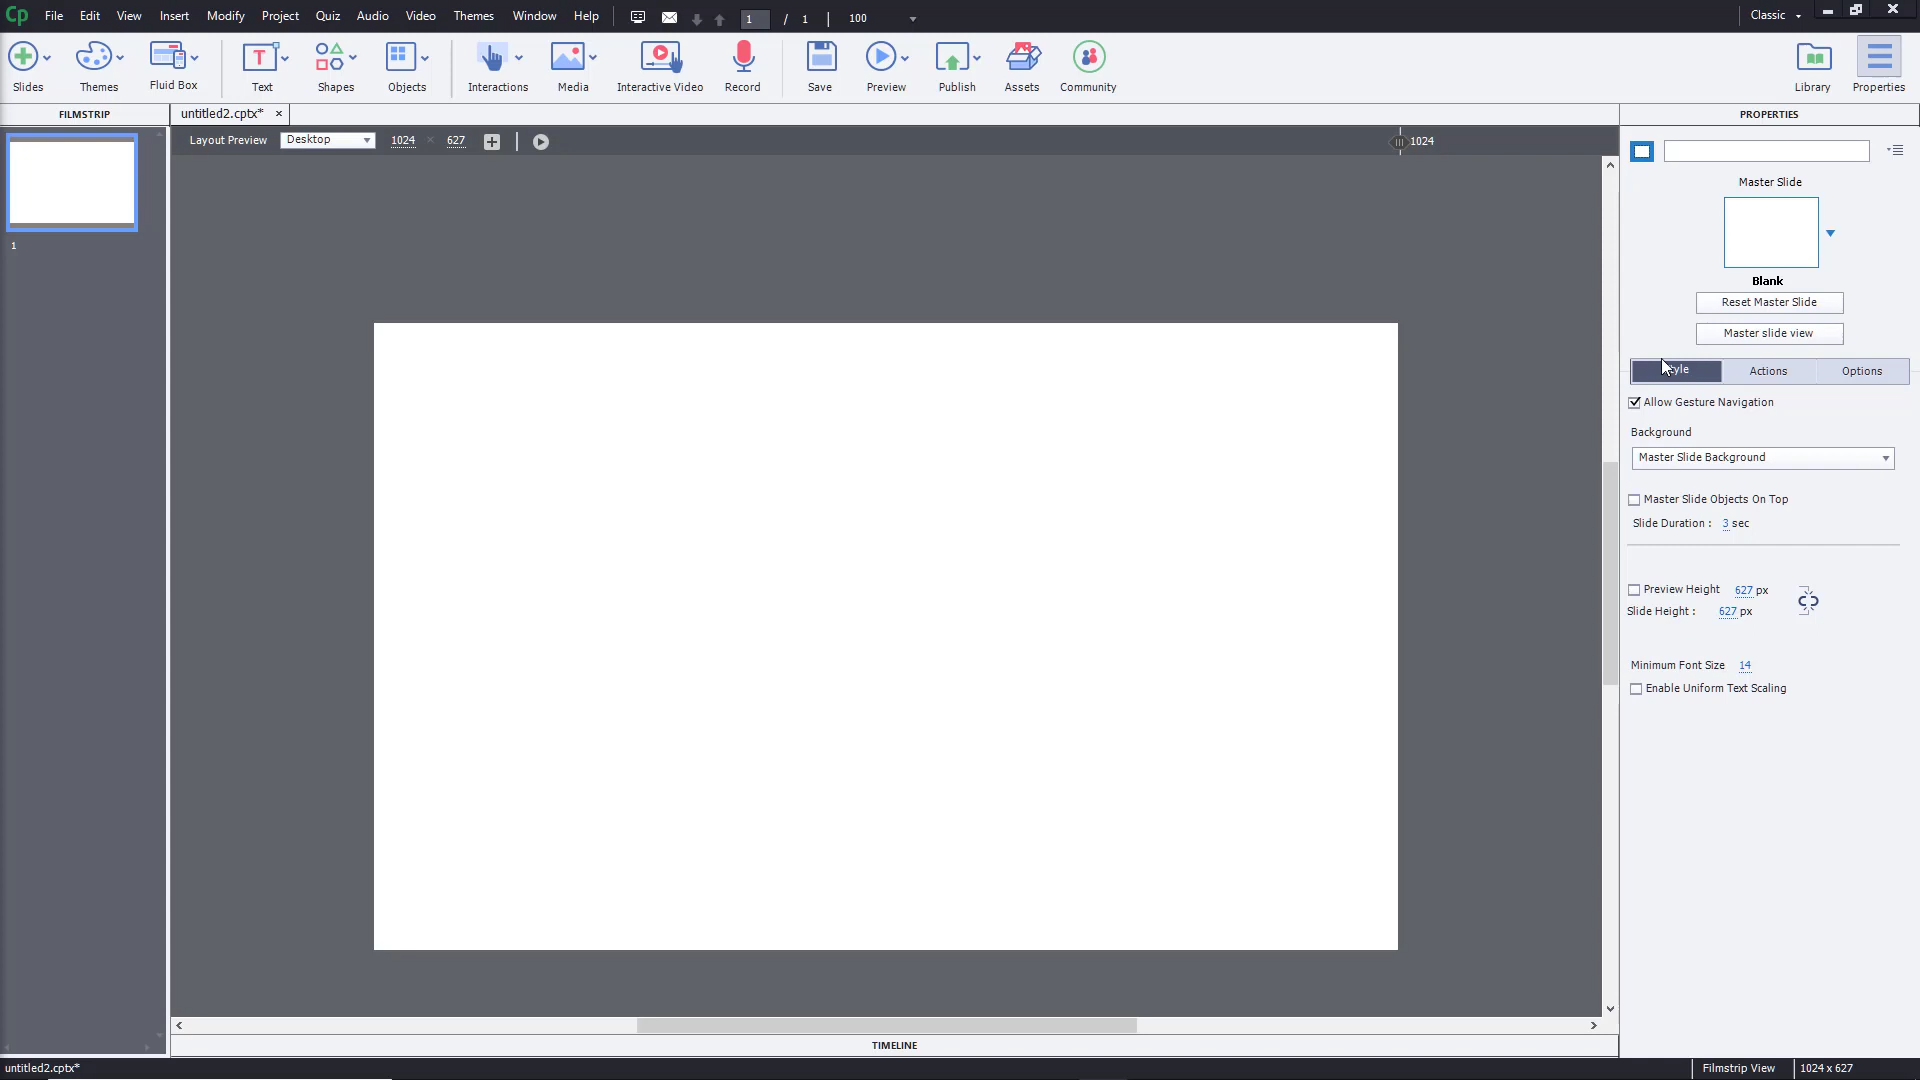 Cp File Edit View Insert Modify Project Quiz Audio Video Themes Window Help 1 / 1 100 Classic
Slides Themes Fluid Box Text Shapes Objects Interactions Media Interactive Video Record Save Preview Publish Assets Community Library Properties
FILMSTRIP untitled2.cptx* × PROPERTIES
Layout Preview Desktop 1024 × 627 1024
Master Slide
1
Blank
Reset Master Slide
Master slide view
Actions Options
Allow Gesture Navigation
Background
Master Slide Background
Master Slide Objects On Top
Slide Duration : 3 sec
Preview Height 627 px
Slide Height : 627 px
Minimum Font Size 14
Enable Uniform Text Scaling
TIMELINE
untitled2.cptx* Filmstrip View 1024 x 627